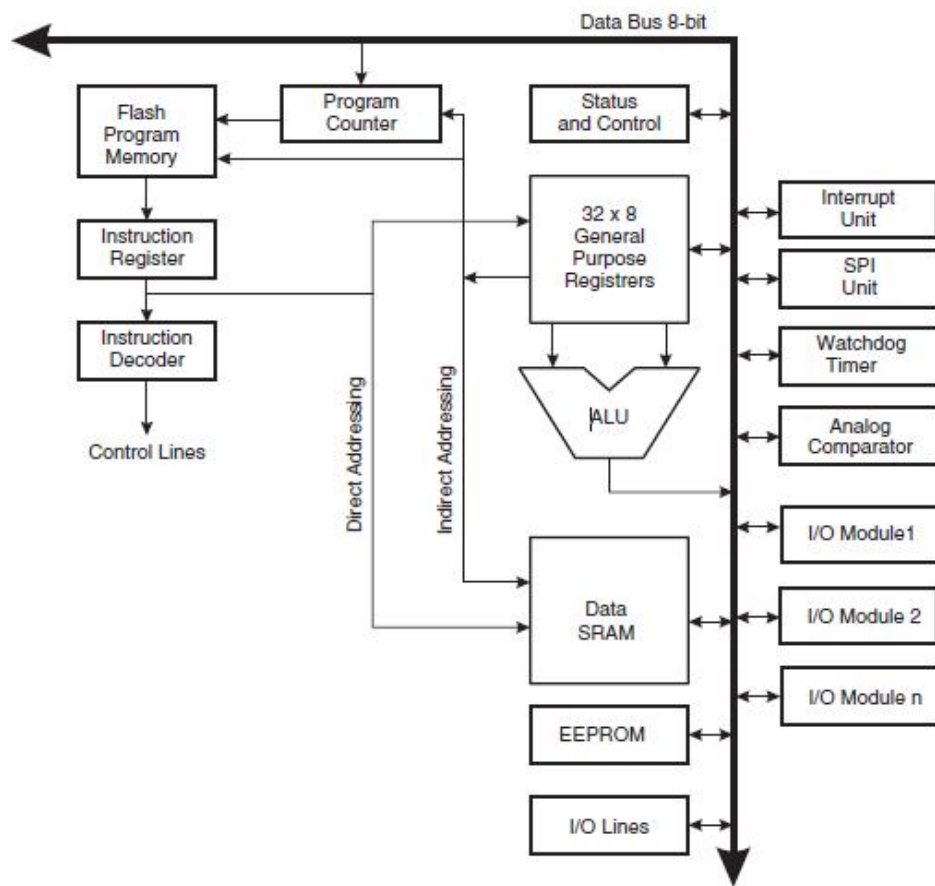 Data Bus 8-bit
Flash
Program
Memory
Program
Counter
Status
and Control
Instruction
Register
32 x 8
General
Purpose
Registrers
Interrupt
Unit
SPI
Unit
Instruction
Decoder
Watchdog
Timer
Control Lines
Direct Addressing
Indirect Addressing
ALU
Analog
Comparator
I/O Module1
Data
SRAM
I/O Module 2
I/O Module n
EEPROM
I/O Lines